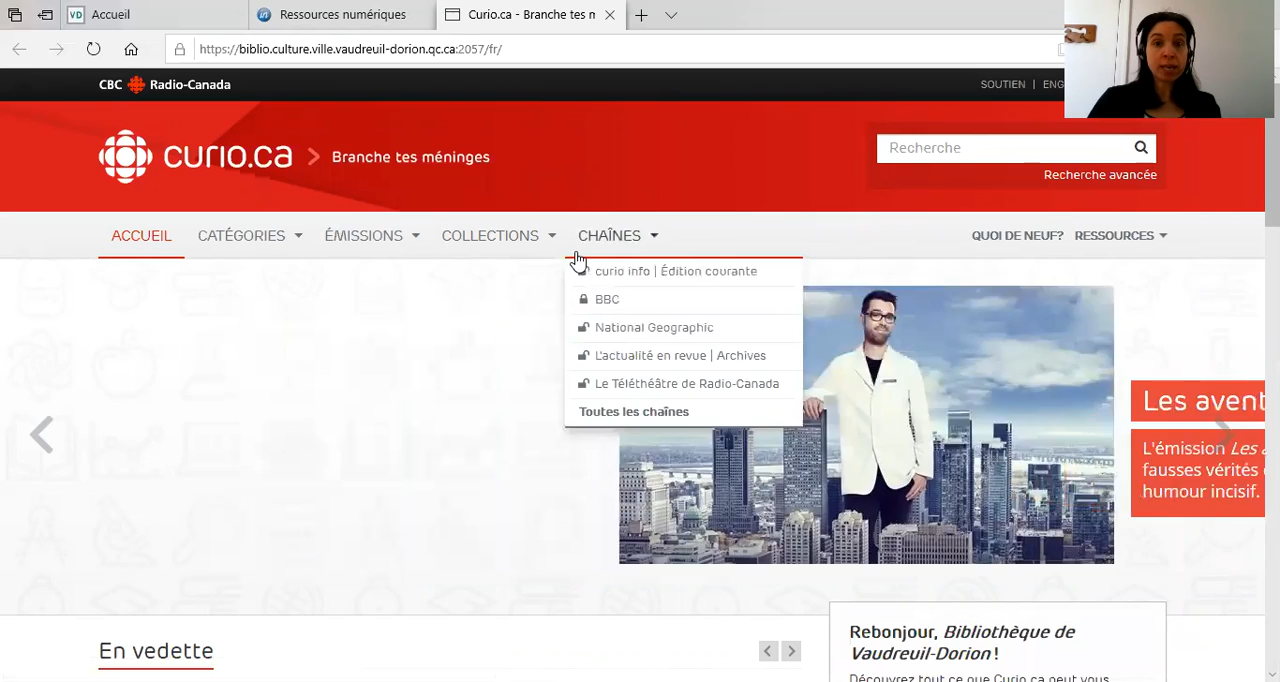 VD Accueil
Ressources numériques
Curio.ca - Branche tes m
https://biblio.culture.ville.vaudreuil-dorion.qc.ca:2057/fr/
CBC Radio-Canada
SOUTIEN | ENG
curio.ca > Branche tes méninges
Recherche
Recherche avancée
ACCUEIL CATÉGORIES ÉMISSIONS COLLECTIONS CHAÎNES QUOI DE NEUF? RESSOURCES
curio info | Édition courante
BBC
National Geographic
L'actualité en revue | Archives
Le Téléthéâtre de Radio-Canada
Toutes les chaînes
Les avent
L'émission Les
fausses vérités
humour incisif.
En vedette
Rebonjour, Bibliothèque de
Vaudreuil-Dorion !
Découvrez tout ce que Curio.ca peut vous